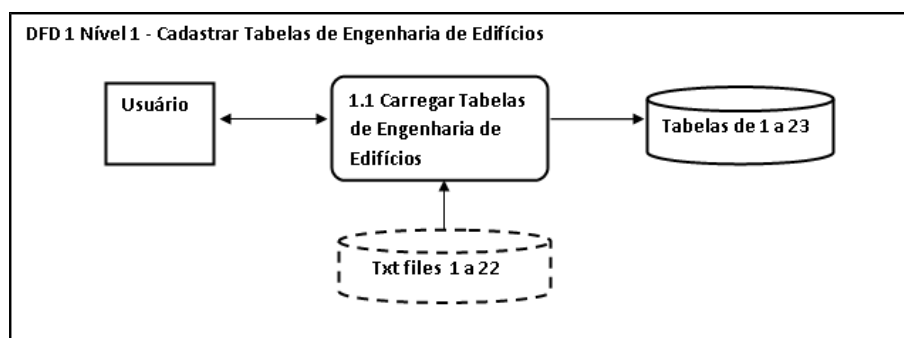 DFD 1 Nível 1 - Cadastrar Tabelas de Engenharia de Edifícios
Usuário
1.1 Carregar Tabelas
de Engenharia de
Edifícios
Tabelas de 1 a 23
Txt files 1 a 22